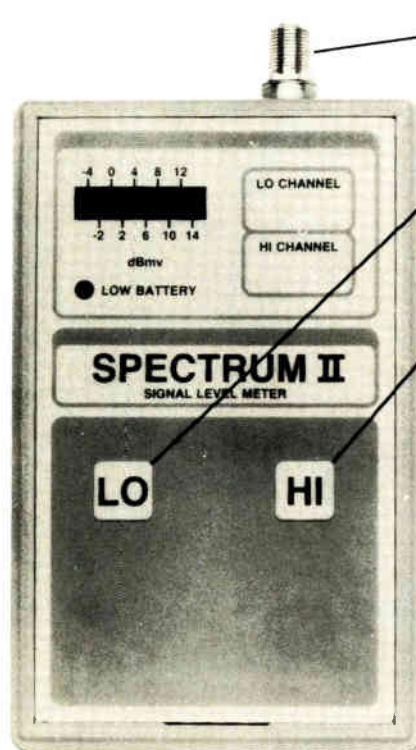 -4 0 4 8 12
-2 2 6 10 14
dBmv
LOW BATTERY
LO CHANNEL
HI CHANNEL
SPECTRUM II
SIGNAL LEVEL METER
LO
HI